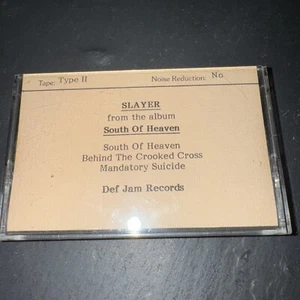 Tape: Type II Noise Reduction: No
SLAYER
from the album
South Of Heaven
South Of Heaven
Behind The Crooked Cross
Mandatory Suicide
Def Jam Records